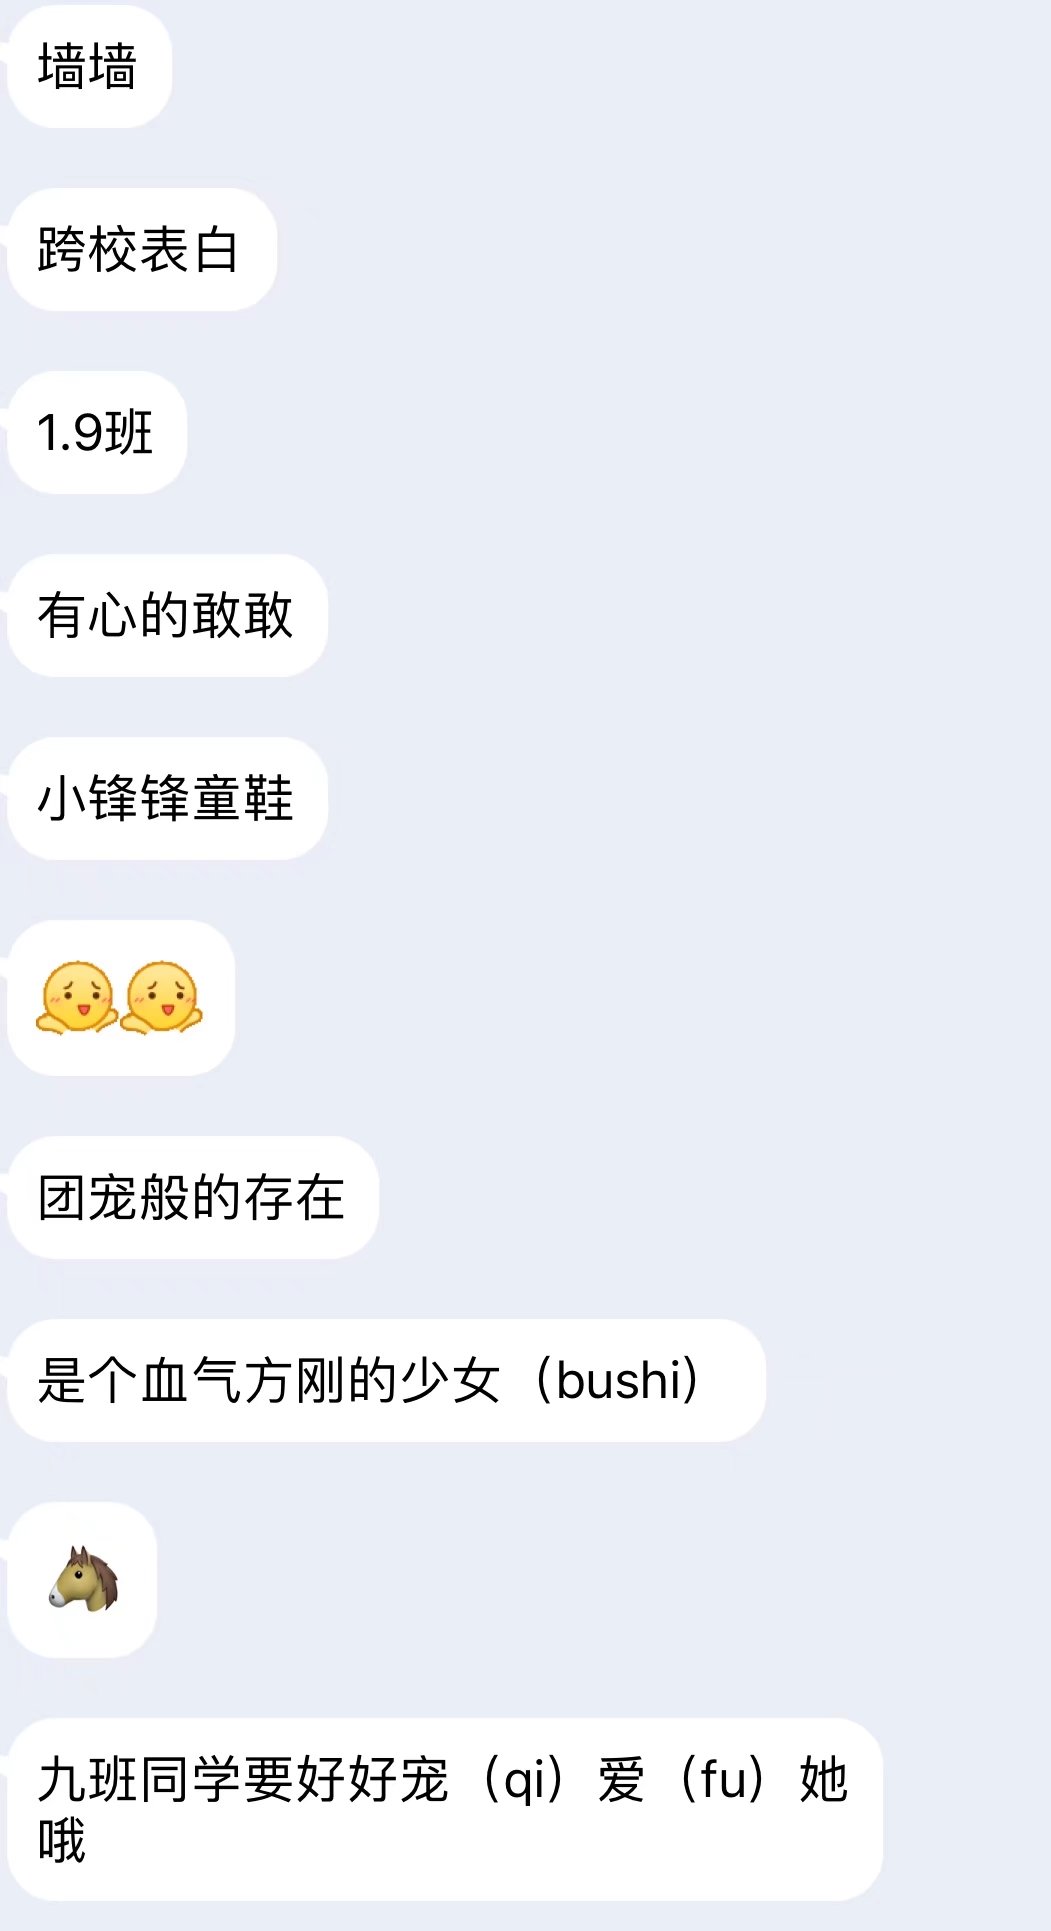 墙墙
跨校表白
1.9班
有心的敢敢
小锋锋童鞋
团宠般的存在
是个血气方刚的少女（bushi）
九班同学要好好宠（qi）爱（fu）她
哦